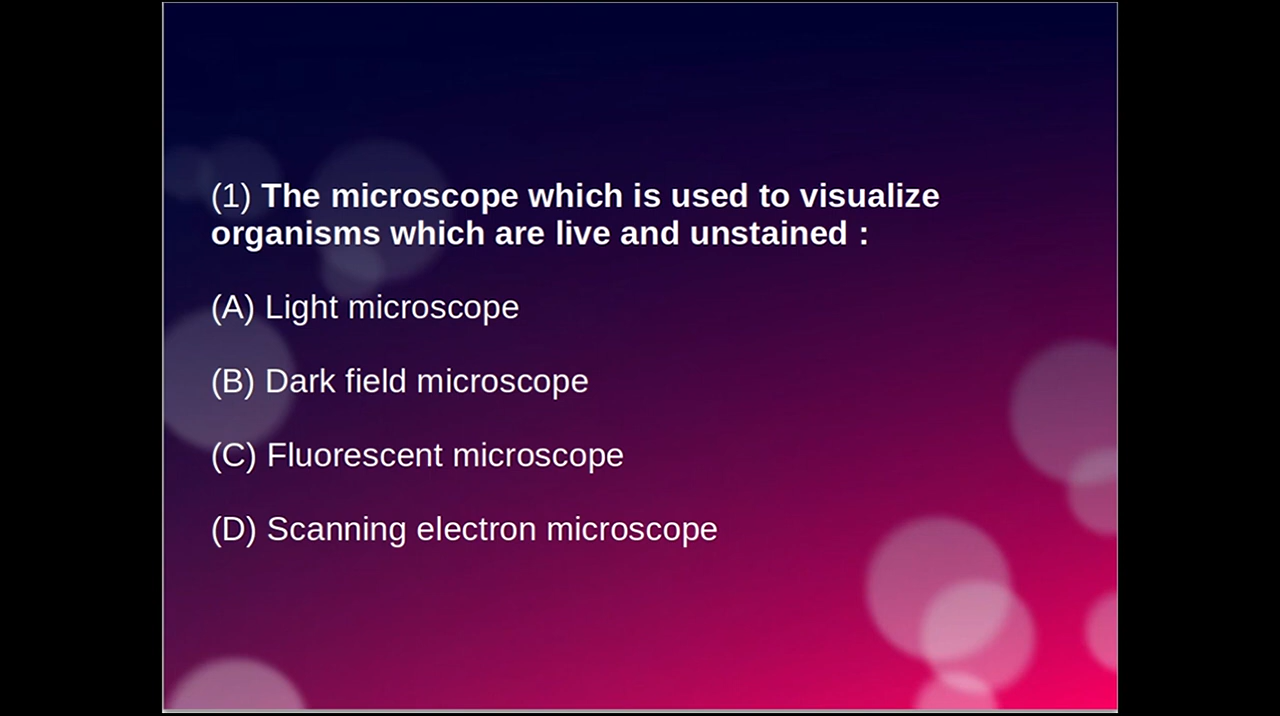 (1) The microscope which is used to visualize
organisms which are live and unstained :
(A) Light microscope
(B) Dark field microscope
(C) Fluorescent microscope
(D) Scanning electron microscope